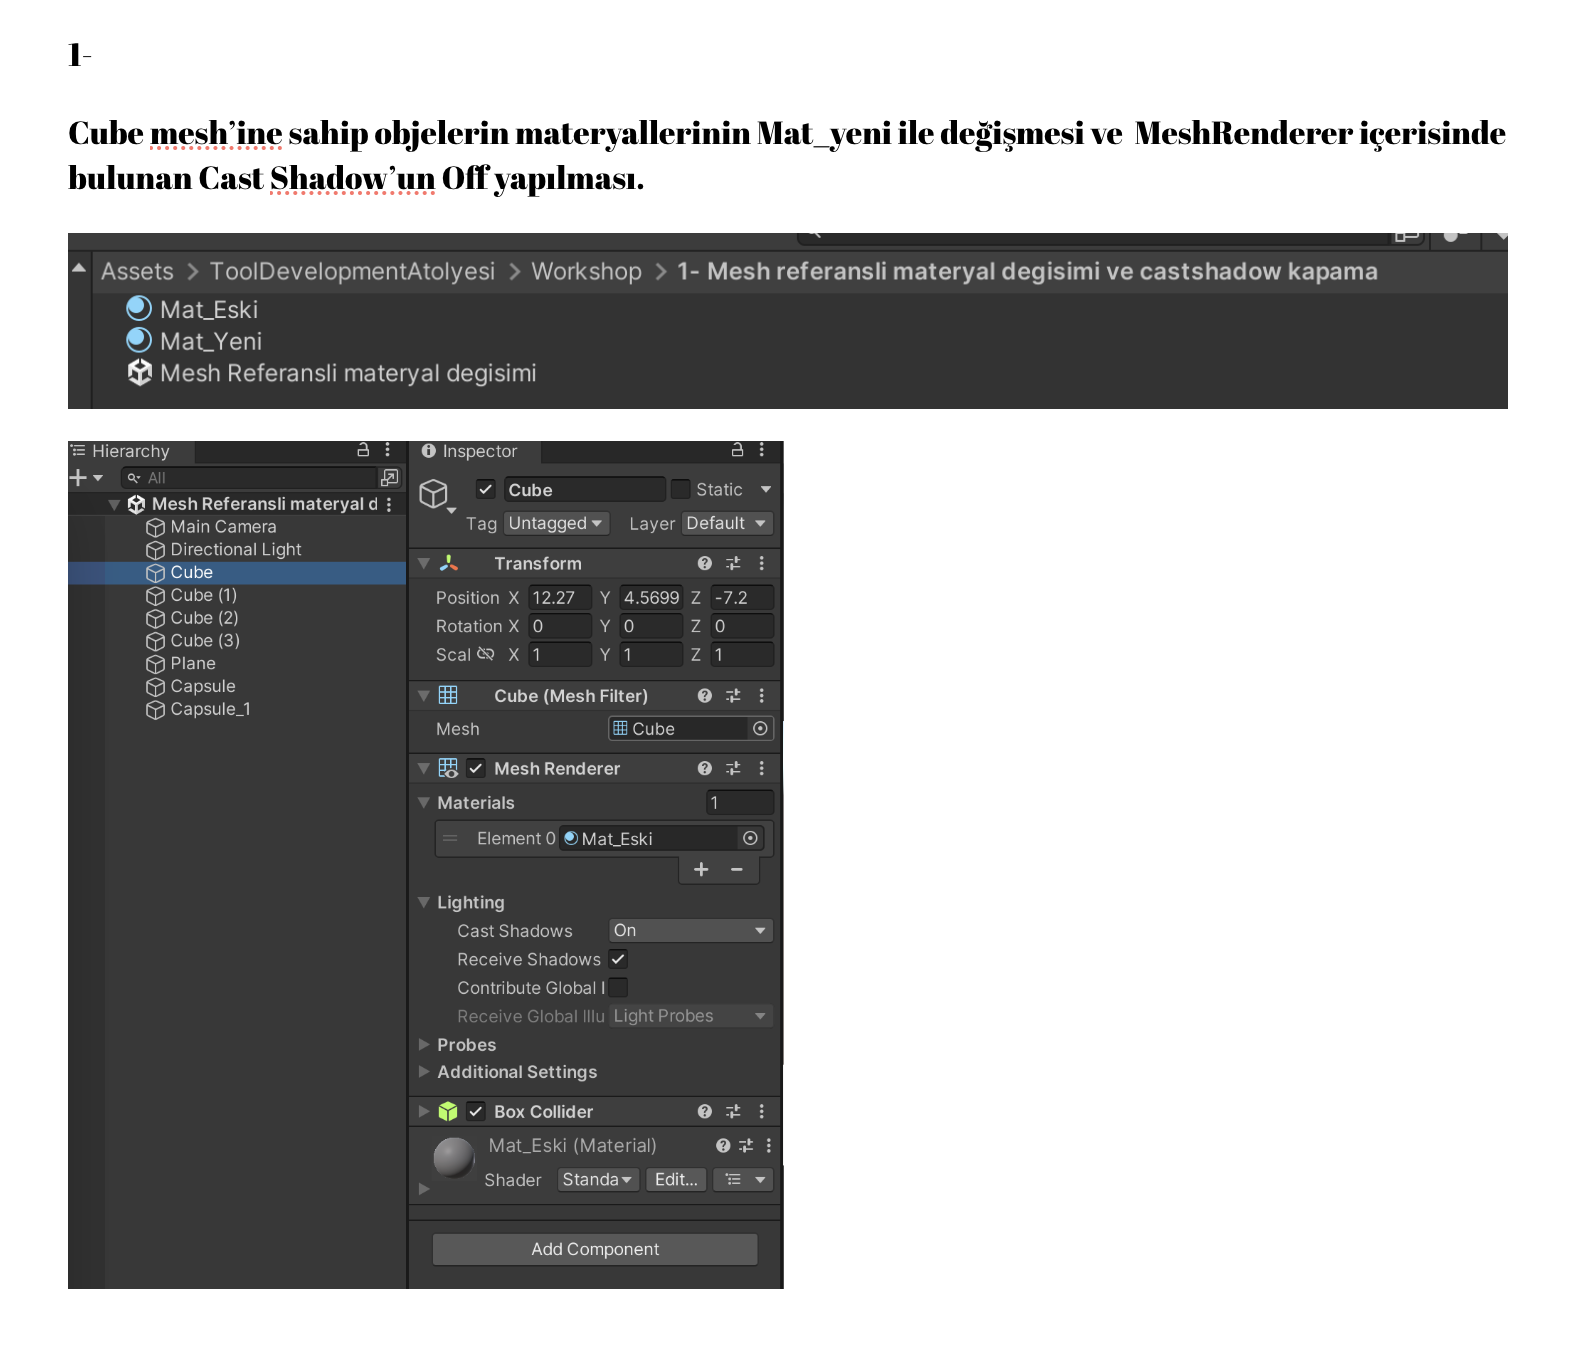 1-
Cube mesh’ine sahip objelerin materyallerinin Mat_yeni ile değişmesi ve MeshRenderer içerisinde
bulunan Cast Shadow’un Off yapılması.
Assets > ToolDevelopmentAtolyesi > Workshop > 1- Mesh referansli materyal degisimi ve castshadow kapama
Mat_Eski
Mat_Yeni
Mesh Referansli materyal degisimi
Hierarchy
All
Mesh Referansli materyal d
Main Camera
Directional Light
Cube
Cube (1)
Cube (2)
Cube (3)
Plane
Capsule
Capsule_1
Inspector
Cube Static
Tag Untagged Layer Default
Transform
Position X 12.27 Y 4.5699 Z -7.2
Rotation X 0 Y 0 Z 0
Scal X 1 Y 1 Z 1
Cube (Mesh Filter)
Mesh Cube
Mesh Renderer
Materials 1
Element 0 Mat_Eski
+ -
Lighting
Cast Shadows On
Receive Shadows
Contribute Global I
Receive Global Illu Light Probes
Probes
Additional Settings
Box Collider
Mat_Eski (Material)
Shader Standa Edit...
Add Component